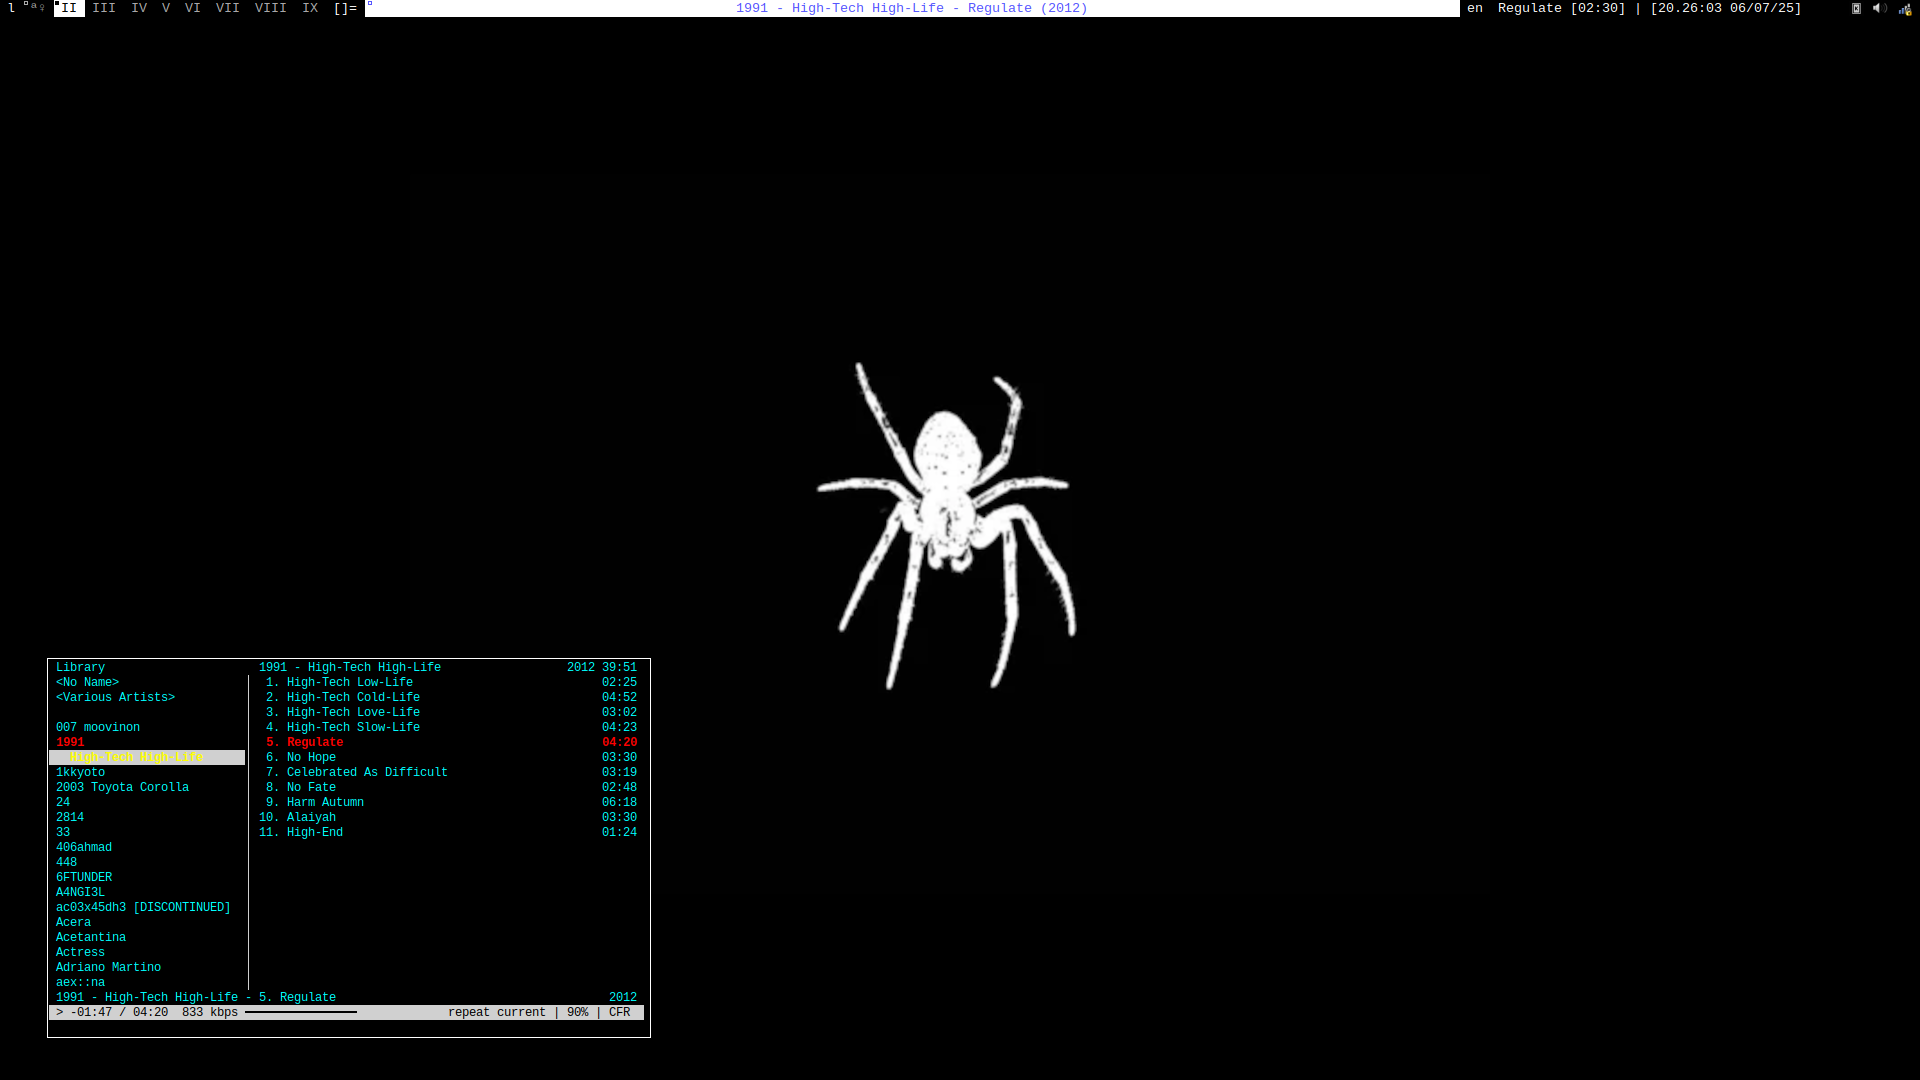 l ª♀ II III IV V VI VII VIII IX []= 1991 - High-Tech High-Life - Regulate (2012) en Regulate [02:30] | [20.26:03 06/07/25]
Library 1991 - High-Tech High-Life 2012 39:51
<No Name> 1. High-Tech Low-Life 02:25
<Various Artists> 2. High-Tech Cold-Life 04:52
3. High-Tech Love-Life 03:02
007 moovinon 4. High-Tech Slow-Life 04:23
1991 5. Regulate 04:20
High-Tech High-Life 6. No Hope 03:30
1kkyoto 7. Celebrated As Difficult 03:19
2003 Toyota Corolla 8. No Fate 02:48
24 9. Harm Autumn 06:18
2814 10. Alaiyah 03:30
33 11. High-End 01:24
406ahmad
448
6FTUNDER
A4NGI3L
ac03x45dh3 [DISCONTINUED]
Acera
Acetantina
Actress
Adriano Martino
aex::na
1991 - High-Tech High-Life - 5. Regulate 2012
> -01:47 / 04:20 833 kbps repeat current | 90% | CFR